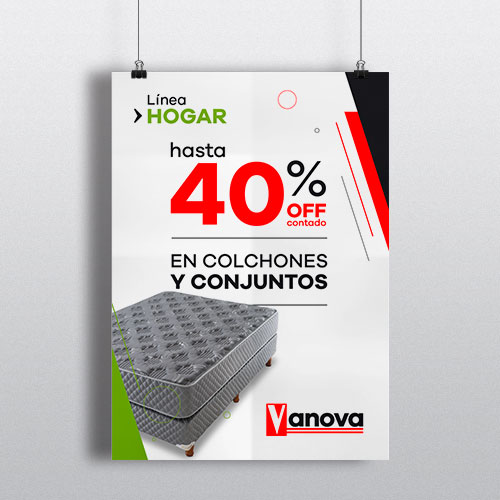 Línea
HOGAR
hasta
40%
OFF
contado
EN COLCHONES
Y CONJUNTOS
Vanova